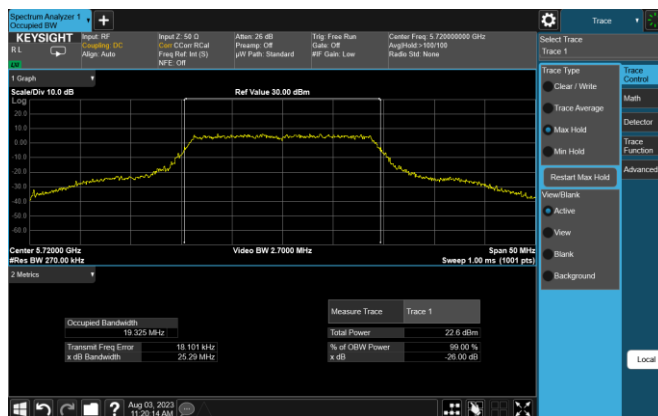 Spectrum Analyzer 1
Occupied BW
KEYSIGHT
R L
Input: RF
Coupling: DC
Align: Auto
Input Z: 50 Ω
Corr CCorr RCal
Freq Ref: Int (S)
NFE: Off
Atten: 26 dB
Preamp: Off
µW Path: Standard
Trig: Free Run
Gate: Off
#IF Gain: Low
Center Freq: 5.720000000 GHz
Avg|Hold:>100/100
Radio Std: None
LXI
1 Graph
Scale/Div 10.0 dB
Ref Value 30.00 dBm
Log
20.0
10.0
0.00
-10.0
-20.0
-30.0
-40.0
-50.0
-60.0
Center 5.72000 GHz
Video BW 2.7000 MHz
Span 50 MHz
#Res BW 270.00 kHz
Sweep 1.00 ms (1001 pts)
2 Metrics
Occupied Bandwidth
19.325 MHz
Transmit Freq Error 18.101 kHz
x dB Bandwidth 25.29 MHz
Measure Trace Trace 1
Total Power 22.6 dBm
% of OBW Power 99.00 %
x dB -26.00 dB
Aug 03, 2023
11:20:14 AM
Trace
Select Trace
Trace 1
Trace Type
Clear / Write
Trace Average
Max Hold
Min Hold
Restart Max Hold
View/Blank
Active
View
Blank
Background
Trace
Control
Math
Detector
Trace
Function
Advanced
Local